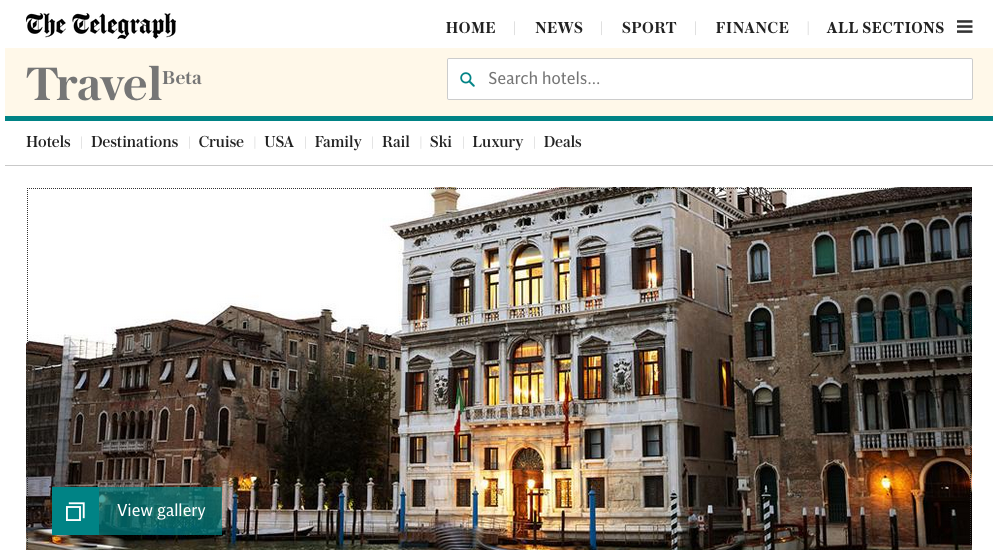 The Telegraph
HOME NEWS SPORT FINANCE ALL SECTIONS
Travel Beta
Search hotels...
Hotels Destinations Cruise USA Family Rail Ski Luxury Deals
View gallery